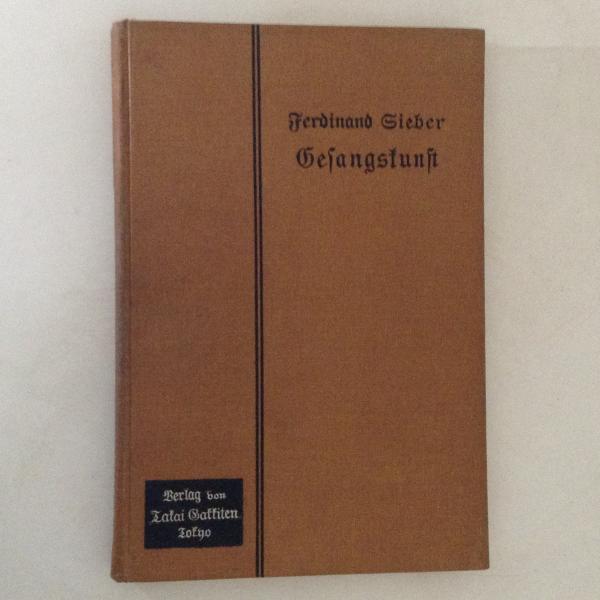 Ferdinand Sieber
Gesangskunst
Verlag von
Takai Gakkiten
Tokyo